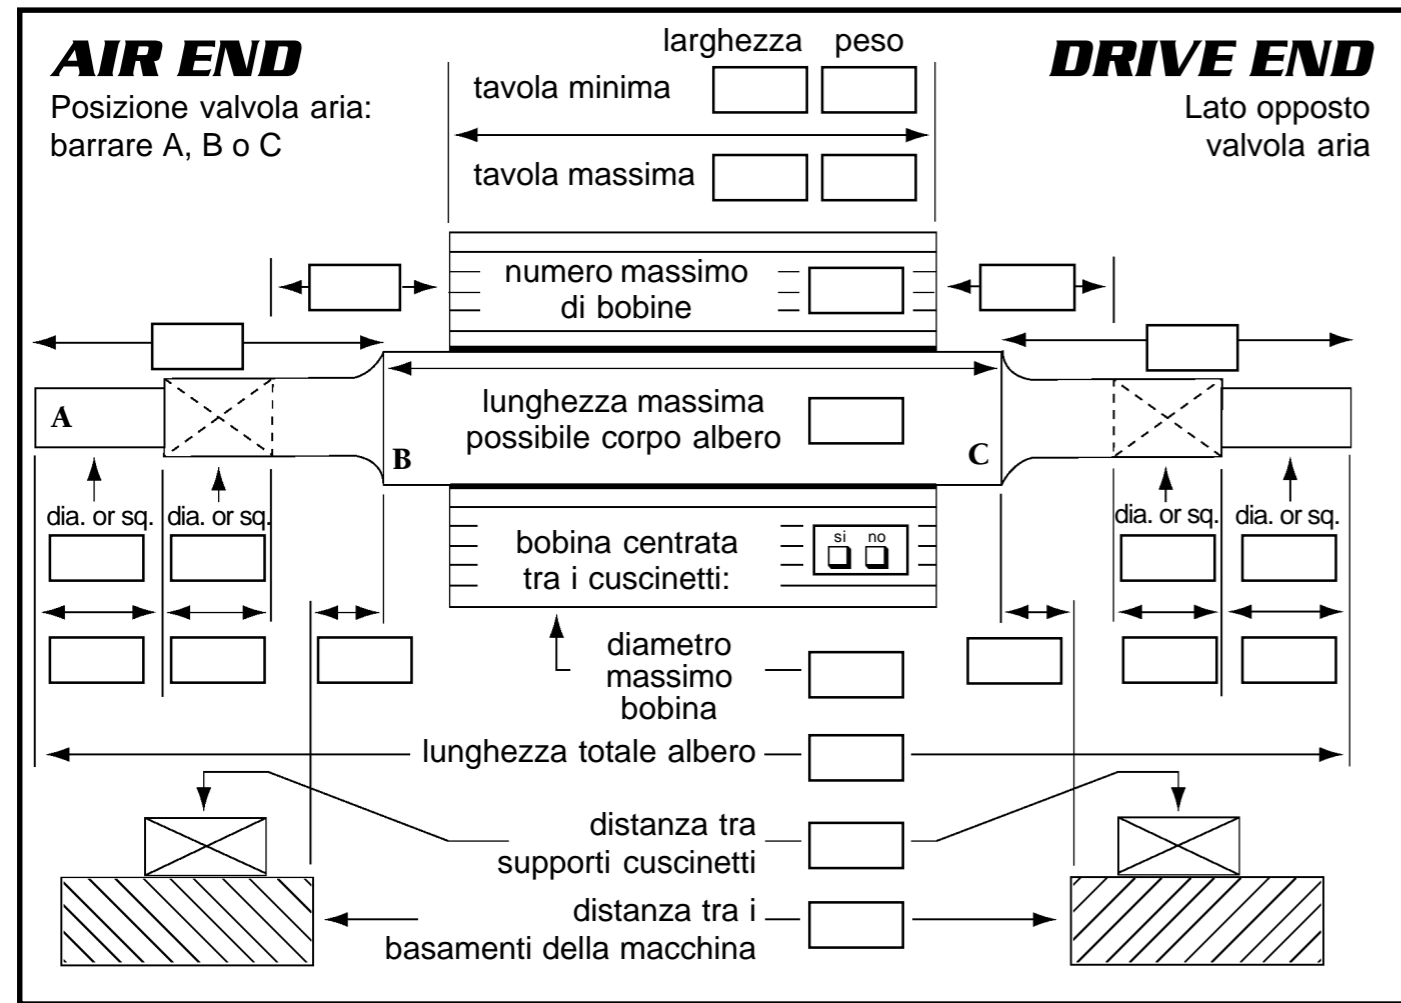 AIR END
Posizione valvola aria:
barrare A, B o C
larghezza peso
tavola minima
tavola massima
DRIVE END
Lato opposto
valvola aria
numero massimo
di bobine
A
B
lunghezza massima
possibile corpo albero
C
dia. or sq. dia. or sq.
bobina centrata
tra i cuscinetti:
si no
dia. or sq. dia. or sq.
diametro
massimo
bobina
lunghezza totale albero
distanza tra
supporti cuscinetti
distanza tra i
basamenti della macchina